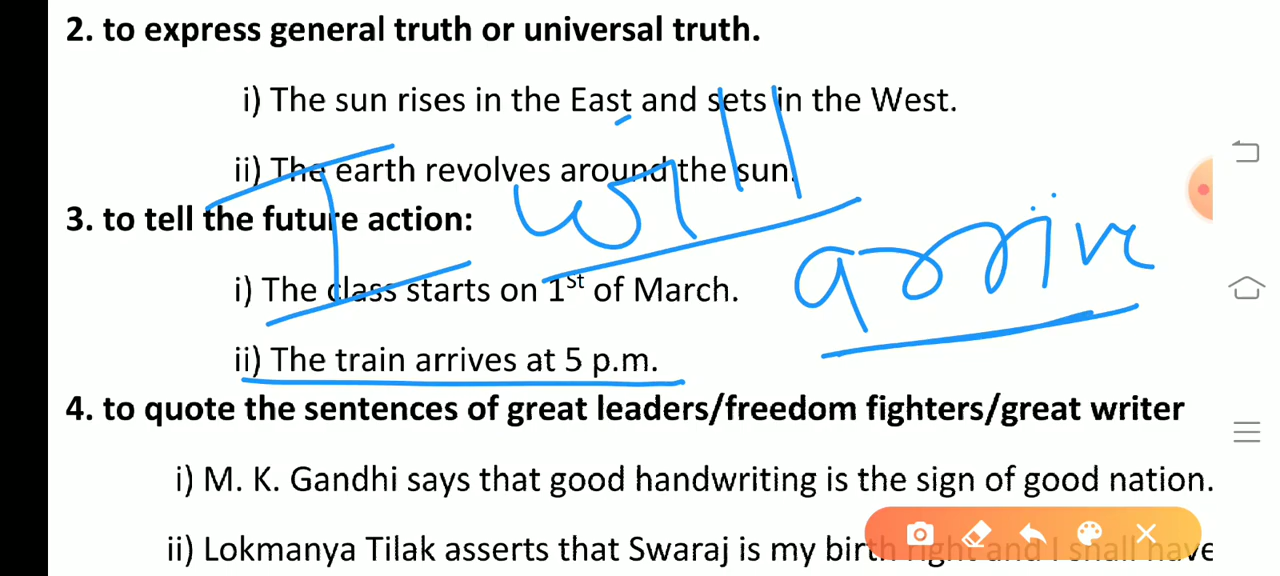 2. to express general truth or universal truth.
i) The sun rises in the East and sets in the West.
ii) The earth revolves around the sun.
3. to tell the future action:
I will arrive
i) The class starts on 1st of March.
ii) The train arrives at 5 p.m.
4. to quote the sentences of great leaders/freedom fighters/great writer
i) M. K. Gandhi says that good handwriting is the sign of good nation.
ii) Lokmanya Tilak asserts that Swaraj is my birth right and I shall have